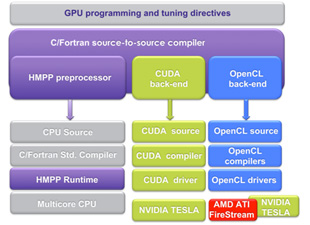 GPU programming and tuning directives
C/Fortran source-to-source compiler
HMPP preprocessor
CUDA
back-end
OpenCL
back-end
CPU Source
CUDA source
OpenCL source
C/Fortran Std. Compiler
CUDA compiler
OpenCL
compilers
HMPP Runtime
CUDA driver
OpenCL drivers
Multicore CPU
NVIDIA TESLA
AMD ATI
FireStream
NVIDIA
TESLA